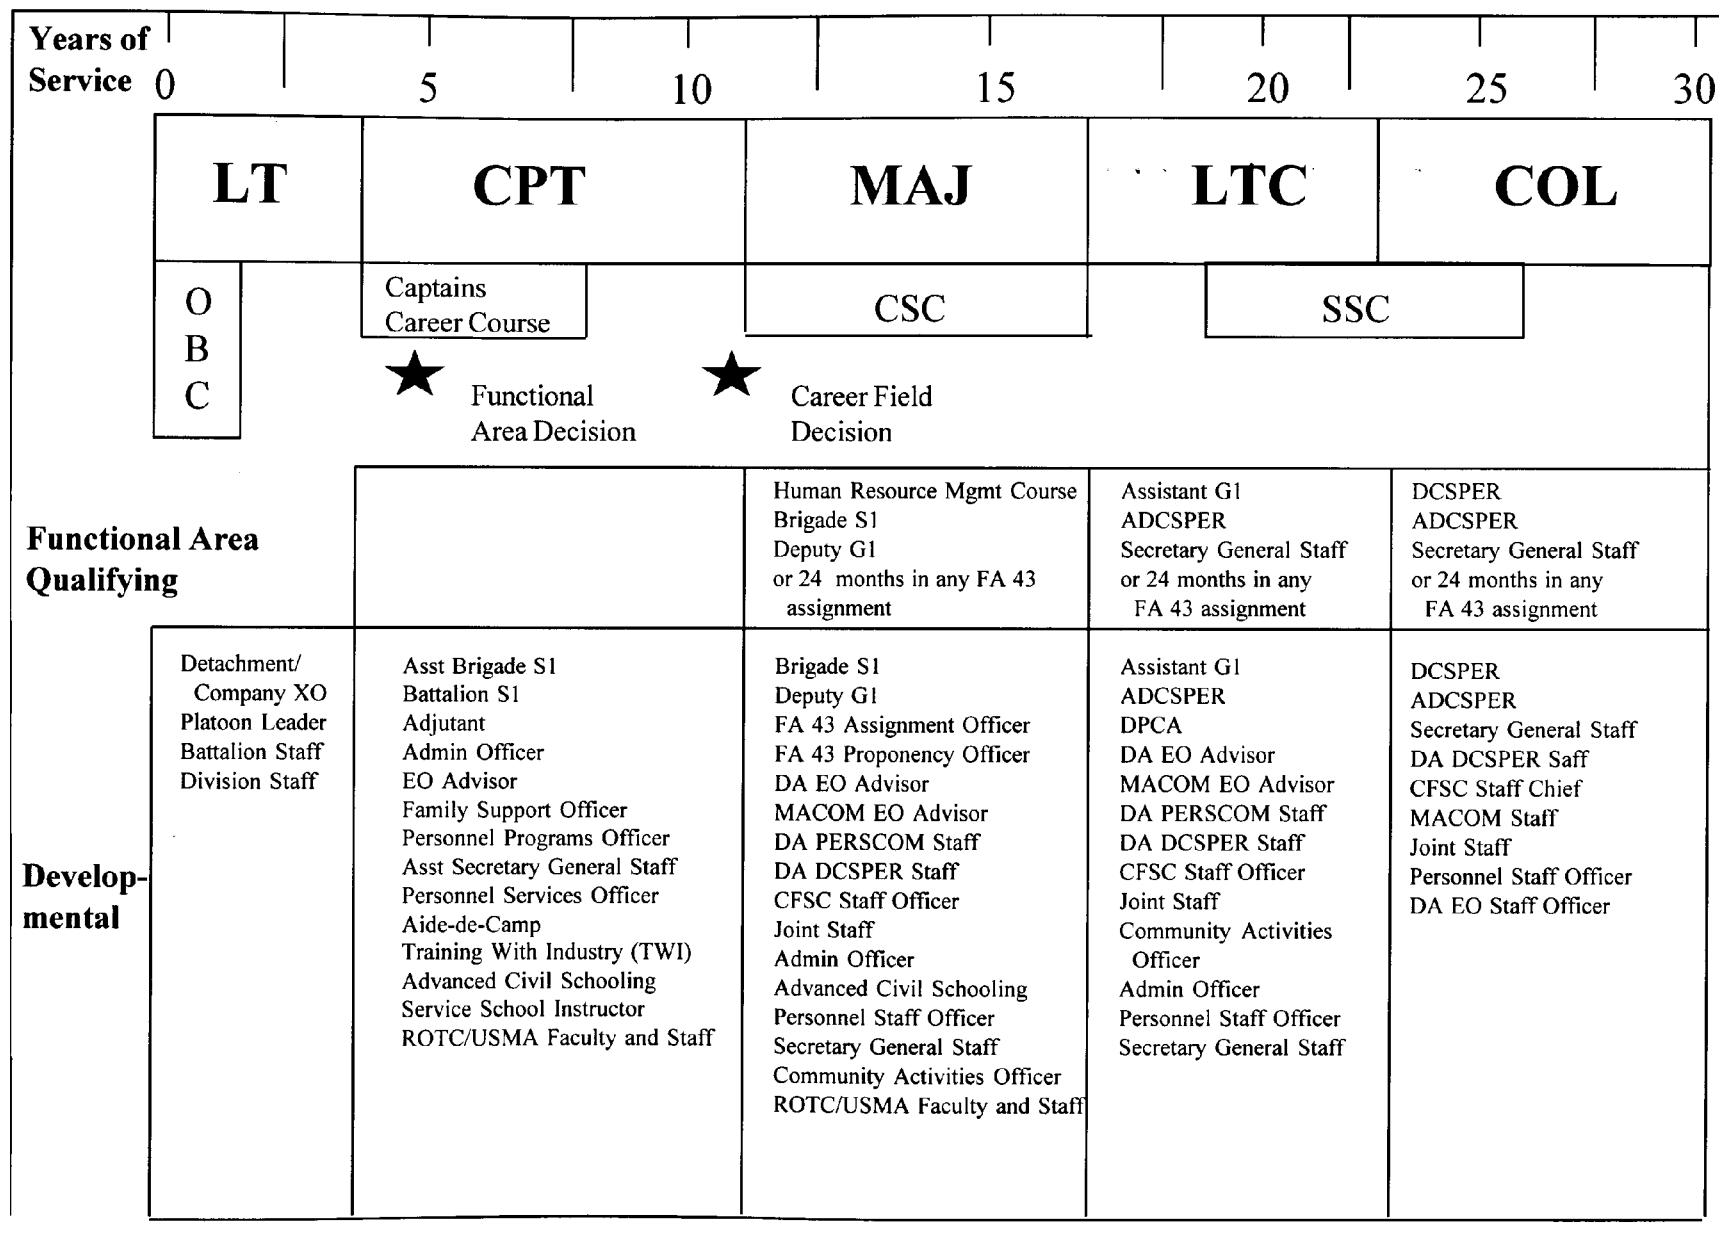 Years of
Service 0 5 10 15 20 25 30
LT CPT MAJ LTC COL
O
B
C
Captains
Career Course
CSC
SSC
Functional
Area Decision
Career Field
Decision
Functional Area
Qualifying
Human Resource Mgmt Course
Brigade S1
Deputy G1
or 24 months in any FA 43
assignment
Assistant G1
ADCSPER
Secretary General Staff
or 24 months in any
FA 43 assignment
DCSPER
ADCSPER
Secretary General Staff
or 24 months in any
FA 43 assignment
Develop-
mental
Detachment/
Company XO
Platoon Leader
Battalion Staff
Division Staff
Asst Brigade S1
Battalion S1
Adjutant
Admin Officer
EO Advisor
Family Support Officer
Personnel Programs Officer
Asst Secretary General Staff
Personnel Services Officer
Aide-de-Camp
Training With Industry (TWI)
Advanced Civil Schooling
Service School Instructor
ROTC/USMA Faculty and Staff
Brigade S1
Deputy G1
FA 43 Assignment Officer
FA 43 Proponency Officer
DA EO Advisor
MACOM EO Advisor
DA PERSCOM Staff
DA DCSPER Staff
CFSC Staff Officer
Joint Staff
Admin Officer
Advanced Civil Schooling
Personnel Staff Officer
Secretary General Staff
Community Activities Officer
ROTC/USMA Faculty and Staff
Assistant G1
ADCSPER
DPCA
DA EO Advisor
MACOM EO Advisor
DA PERSCOM Staff
DA DCSPER Staff
CFSC Staff Officer
Joint Staff
Community Activities
Officer
Admin Officer
Personnel Staff Officer
Secretary General Staff
DCSPER
ADCSPER
Secretary General Staff
DA DCSPER Saff
CFSC Staff Chief
MACOM Staff
Joint Staff
Personnel Staff Officer
DA EO Staff Officer